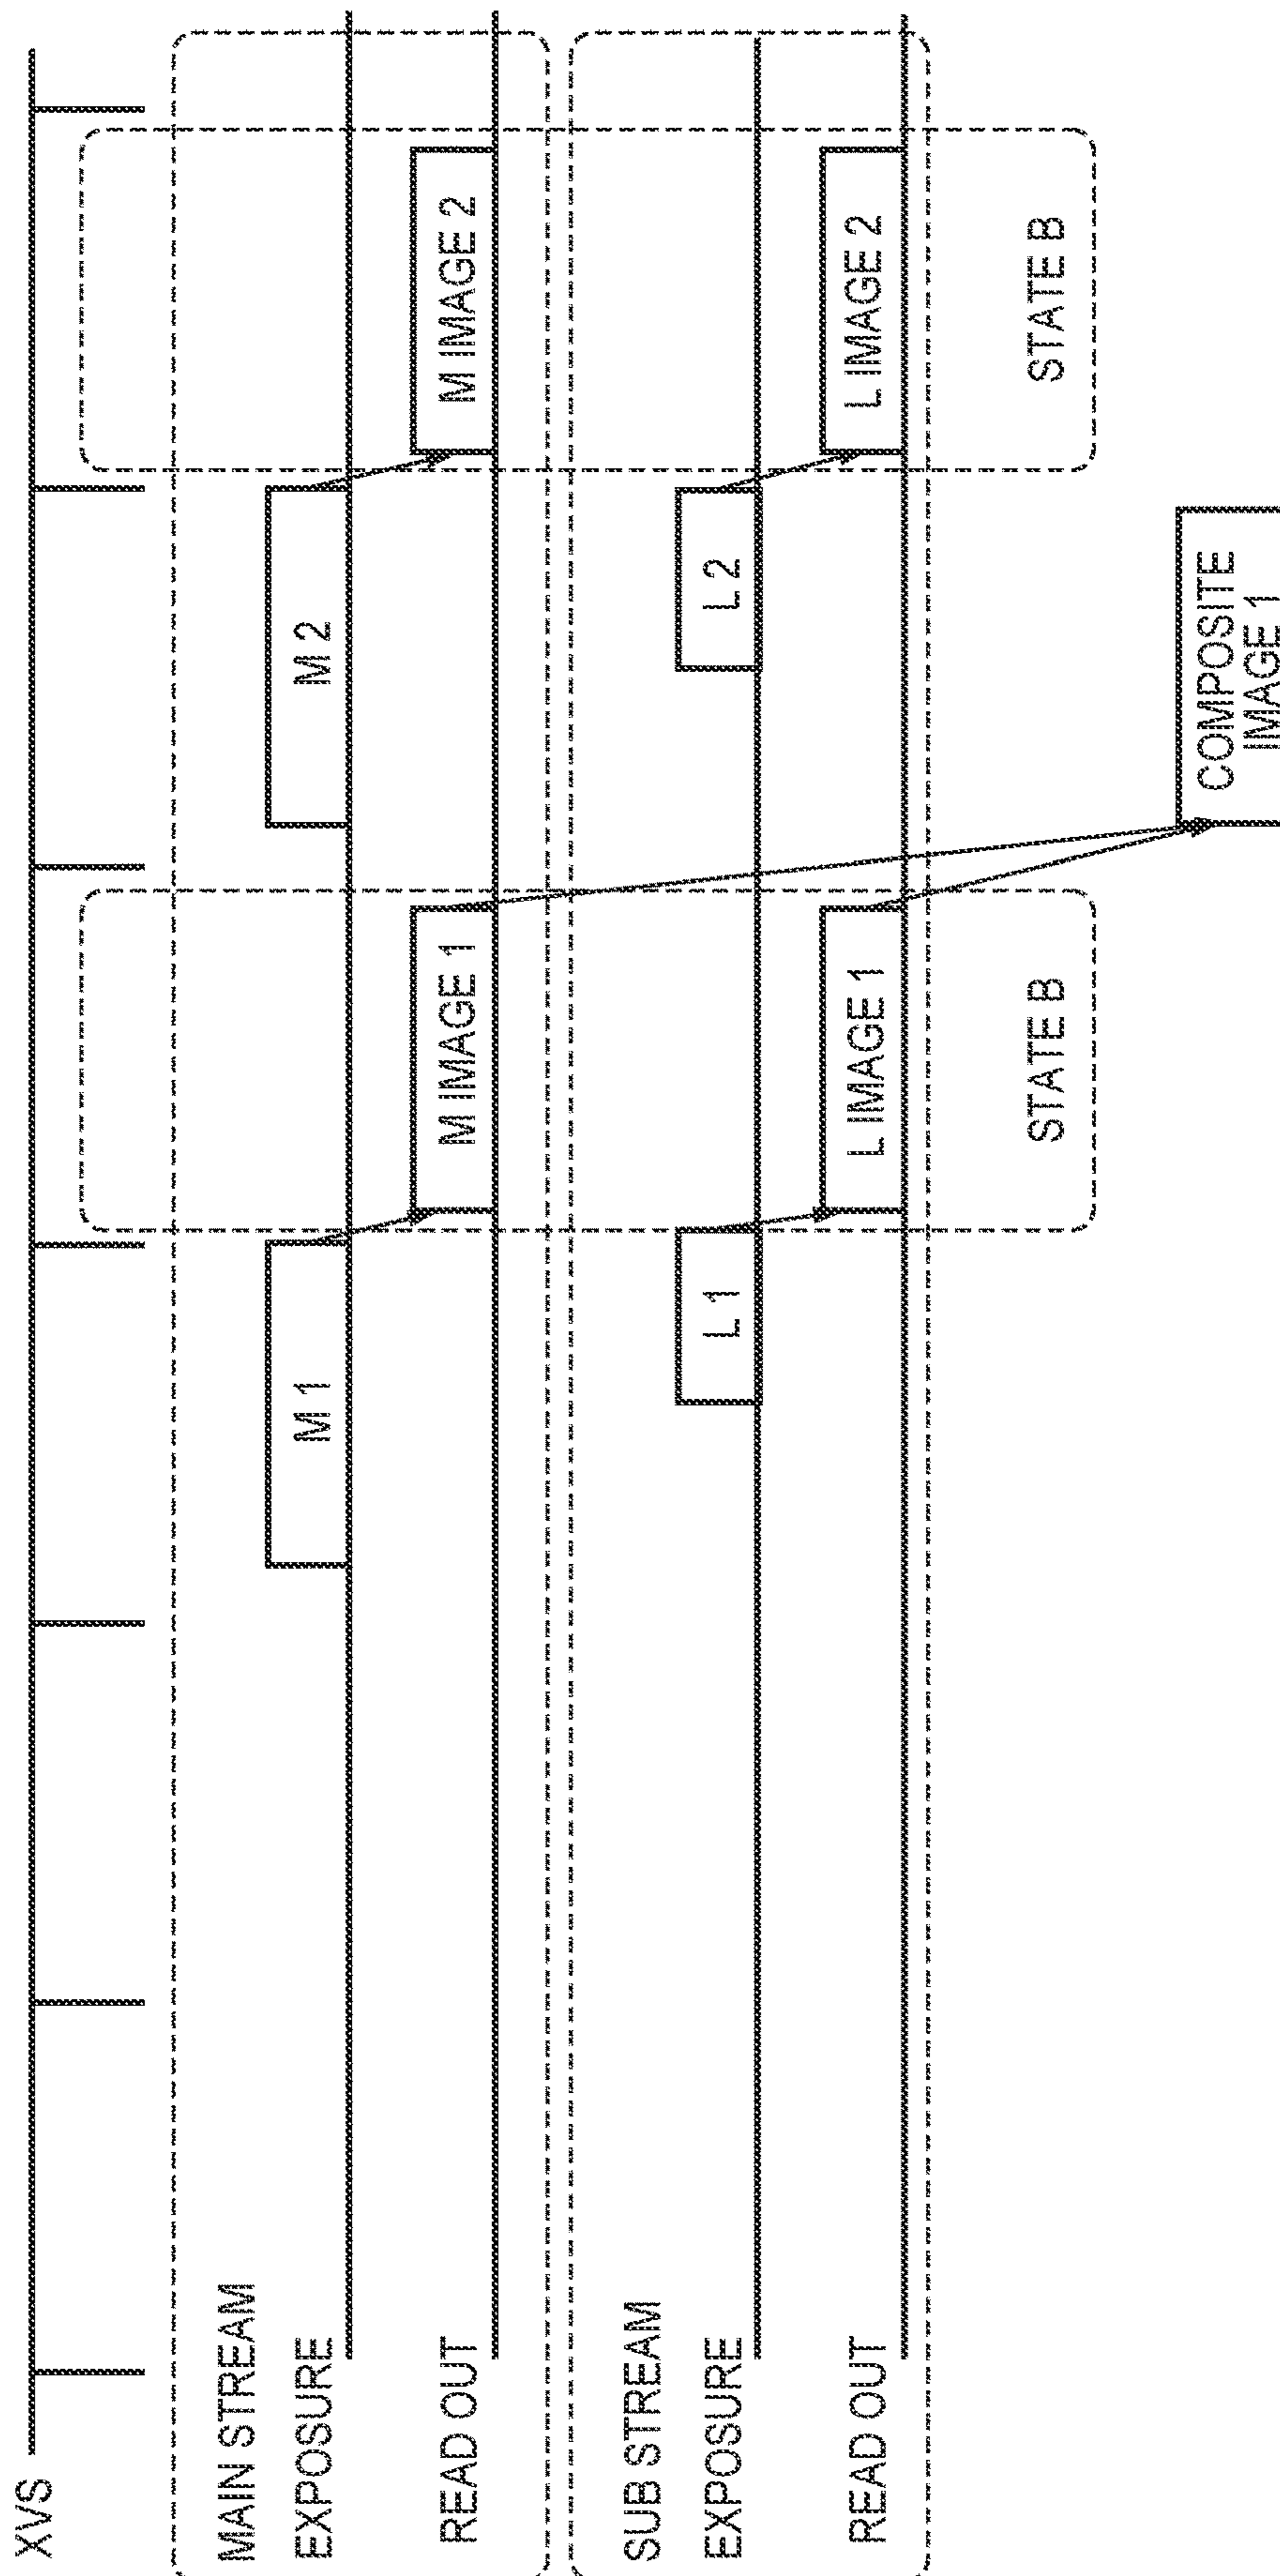 XVS
MAIN STREAM
EXPOSURE
M 1
M 2
READ OUT
M IMAGE 1
M IMAGE 2
SUB STREAM
EXPOSURE
L 1
L 2
READ OUT
L IMAGE 1
L IMAGE 2
STATE B
STATE B
COMPOSITE
IMAGE 1